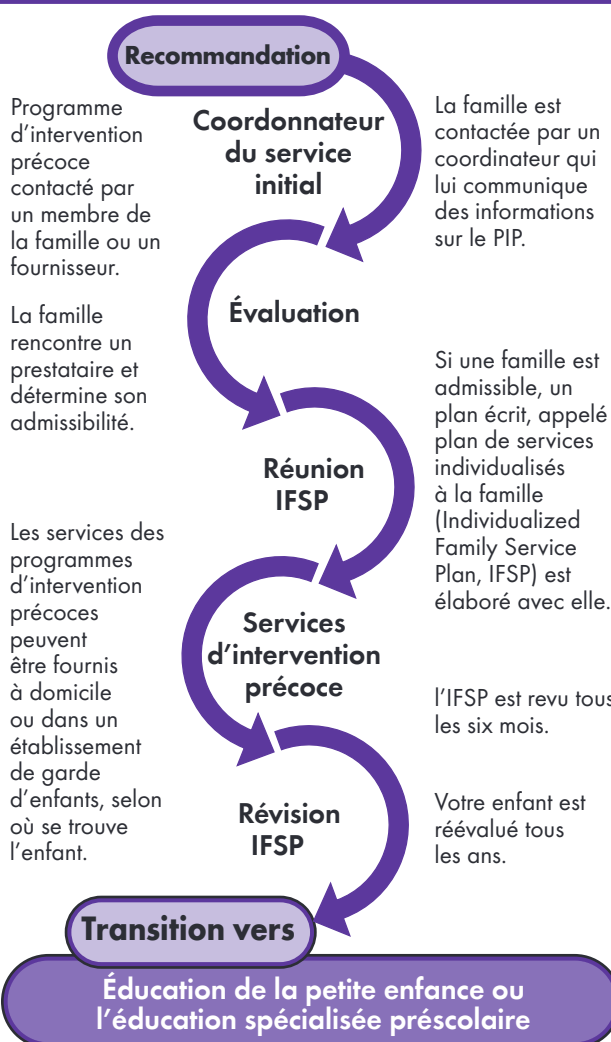 Recommandation
Programme
d’intervention
précoce
contacté par
un membre de
la famille ou un
fournisseur.
Coordonnateur
du service
initial
La famille est
contactée par un
coordinateur qui
lui communique
des informations
sur le PIP.
La famille
rencontre un
prestataire et
détermine son
admissibilité.
Évaluation
Réunion
IFSP
Si une famille est
admissible, un
plan écrit, appelé
plan de services
individualisés
à la famille
(Individualized
Family Service
Plan, IFSP) est
élaboré avec elle.
Les services des
programmes
d’intervention
précoces
peuvent
être fournis
à domicile
ou dans un
établissement
de garde
d’enfants, selon
où se trouve
l’enfant.
Services
d’intervention
précoce
l’IFSP est revu tous
les six mois.
Révision
IFSP
Votre enfant est
réévalué tous
les ans.
Transition vers
Éducation de la petite enfance ou
l’éducation spécialisée préscolaire